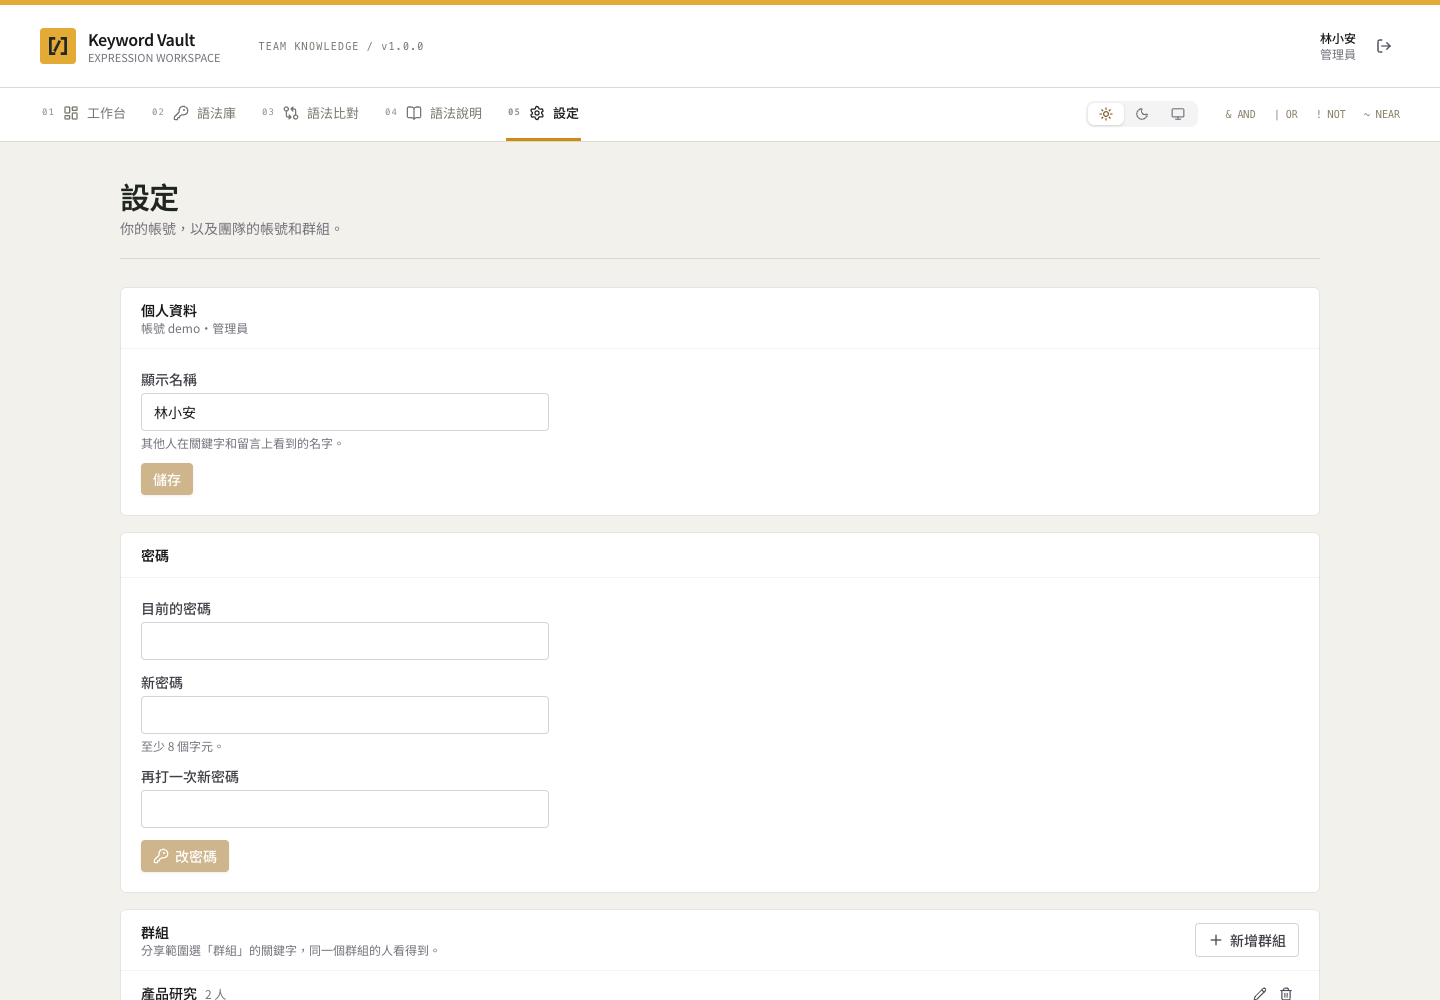 [/]
Keyword Vault
EXPRESSION WORKSPACE
TEAM KNOWLEDGE / v1.0.0
林小安
管理員
01 工作台
02 語法庫
03 語法比對
04 語法說明
05 設定
& AND
| OR
! NOT
~ NEAR
設定
你的帳號，以及團隊的帳號和群組。
個人資料
帳號 demo・管理員
顯示名稱
林小安
其他人在關鍵字和留言上看到的名字。
儲存
密碼
目前的密碼
新密碼
至少 8 個字元。
再打一次新密碼
改密碼
群組
分享範圍選「群組」的關鍵字，同一個群組的人看得到。
新增群組
產品研究 2 人